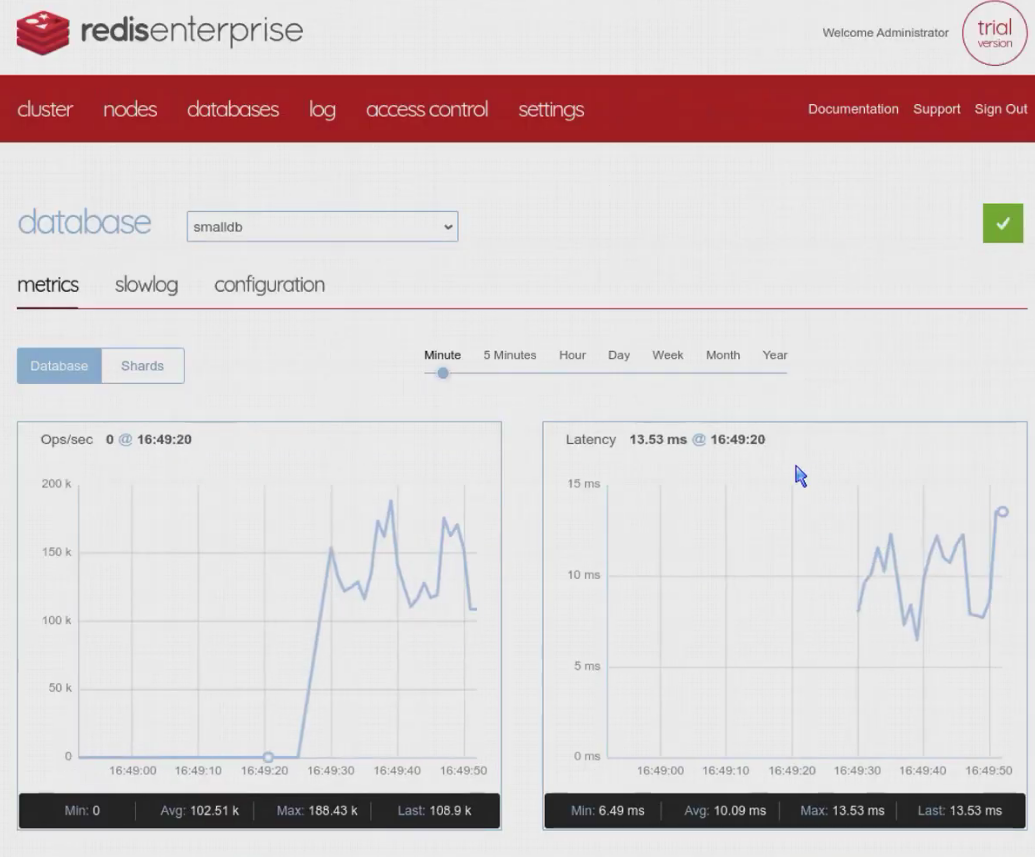 redisenterprise
Welcome Administrator
trial
version
cluster nodes databases log access control settings
Documentation Support Sign Out
database
smalldb
metrics slowlog configuration
Database Shards
Minute 5 Minutes Hour Day Week Month Year
Ops/sec 0 @ 16:49:20
200 k
150 k
100 k
50 k
0
16:49:00 16:49:10 16:49:20 16:49:30 16:49:40 16:49:50
Min: 0 Avg: 102.51 k Max: 188.43 k Last: 108.9 k
Latency 13.53 ms @ 16:49:20
15 ms
10 ms
5 ms
0 ms
16:49:00 16:49:10 16:49:20 16:49:30 16:49:40 16:49:50
Min: 6.49 ms Avg: 10.09 ms Max: 13.53 ms Last: 13.53 ms